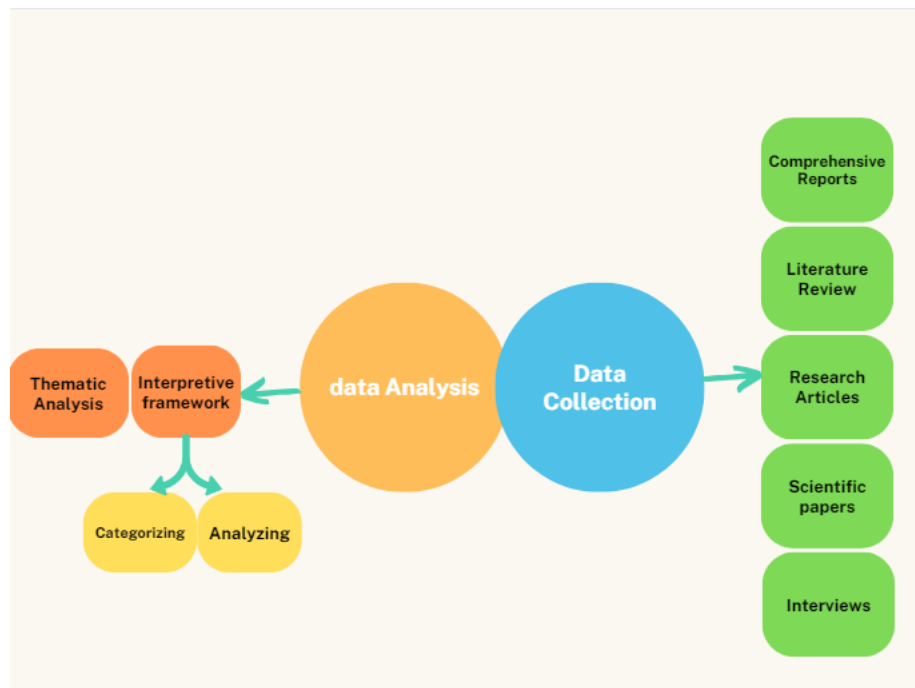 Comprehensive
Reports
Literature
Review
Research
Articles
Scientific
papers
Interviews
Data
Collection
data Analysis
Interpretive
framework
Thematic
Analysis
Categorizing
Analyzing